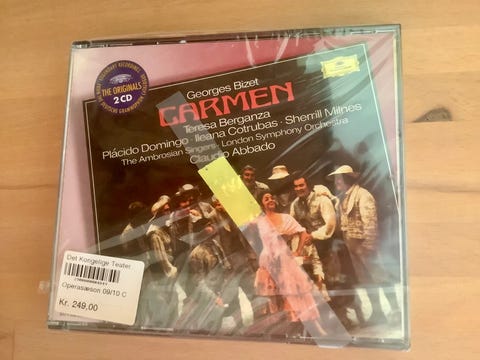 THE ORIGINALS
2 CD
Georges Bizet
CARMEN
Teresa Berganza
Plácido Domingo · Ileana Cotrubas · Sherrill Milnes
The Ambrosian Singers · London Symphony Orchestra
Claudio Abbado
Det Kongelige Teater
Operasæson 09/10 C
Kr. 249,00